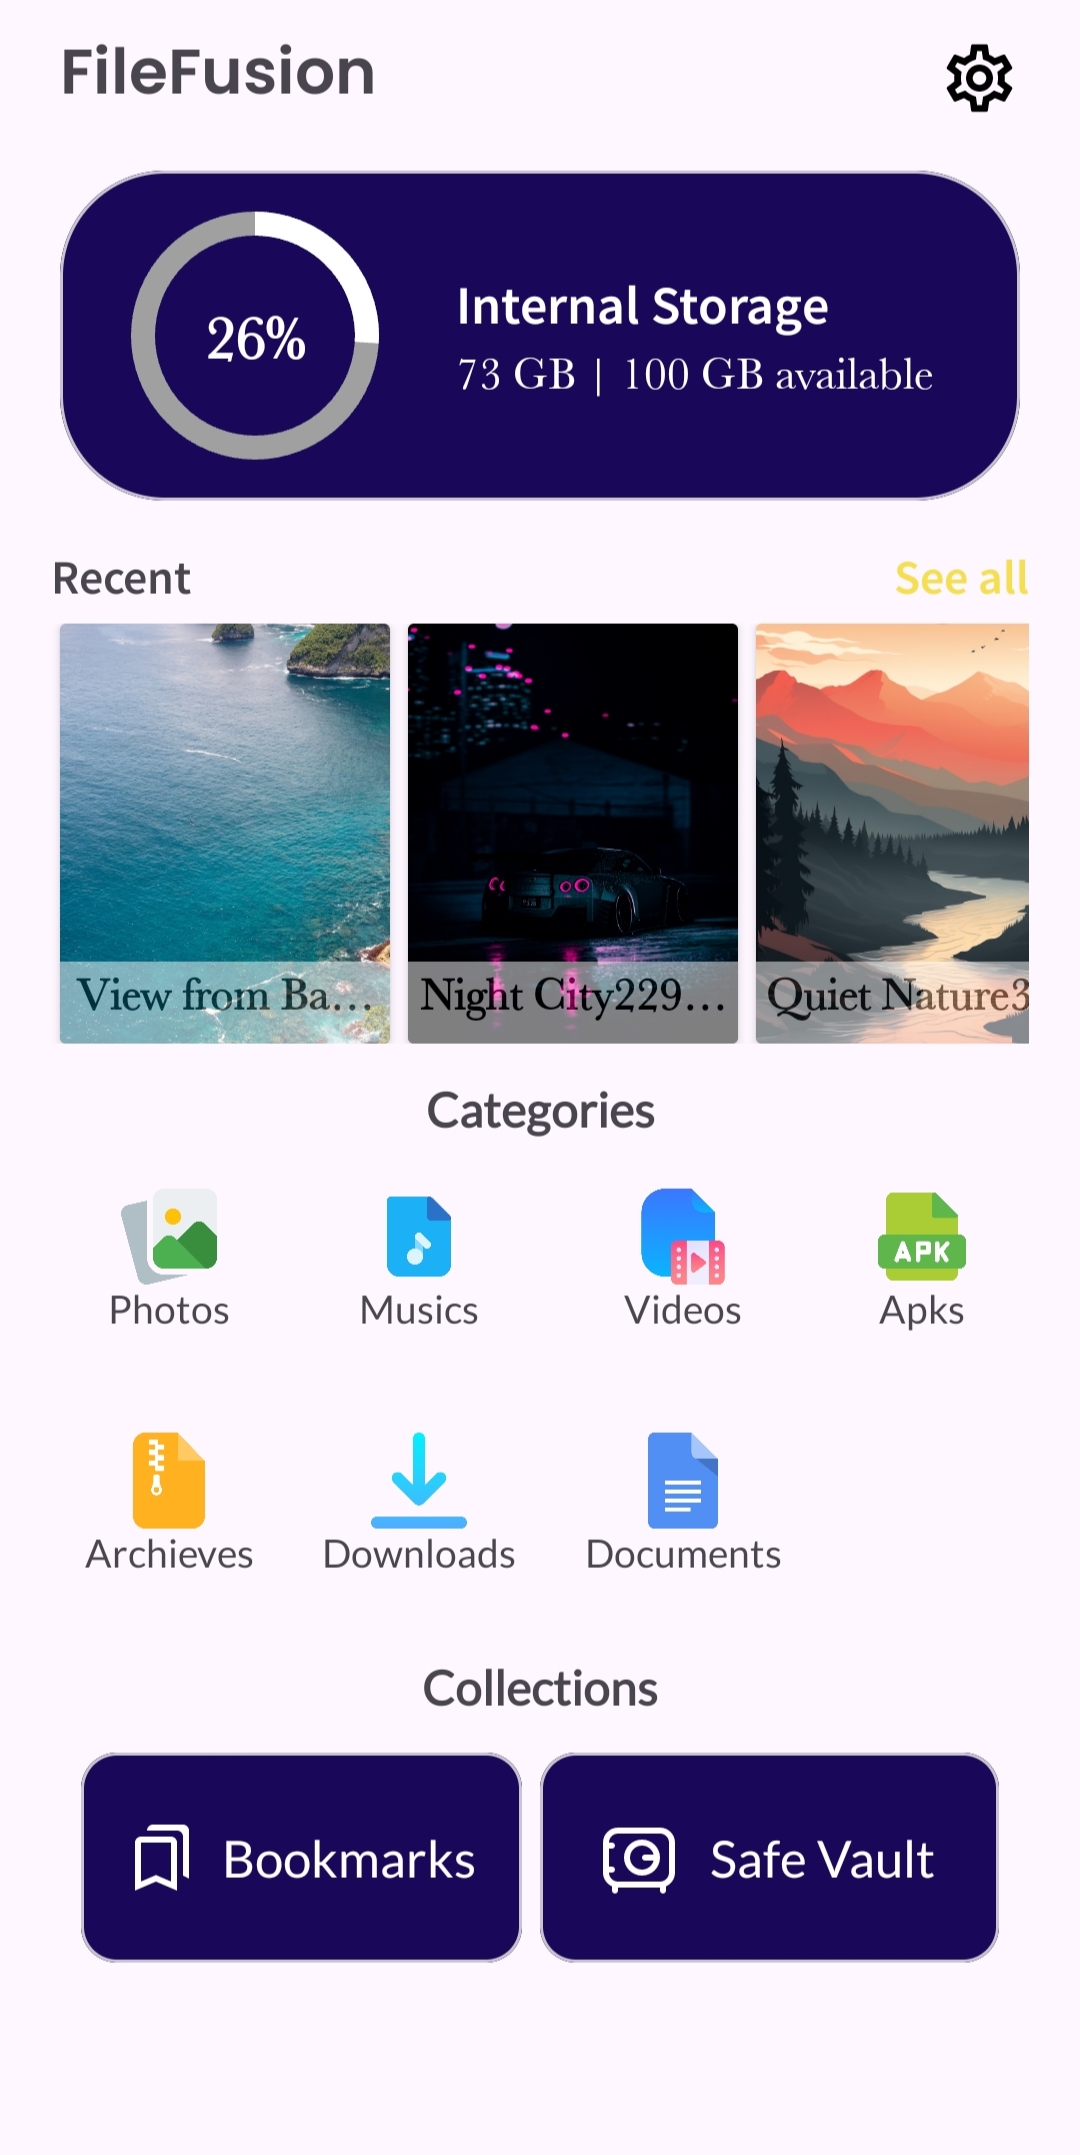 FileFusion
26%
Internal Storage
73 GB | 100 GB available
Recent
See all
View from Ba...
Night City229...
Quiet Nature3
Categories
Photos
Musics
Videos
APK
Apks
Archieves
Downloads
Documents
Collections
Bookmarks
Safe Vault